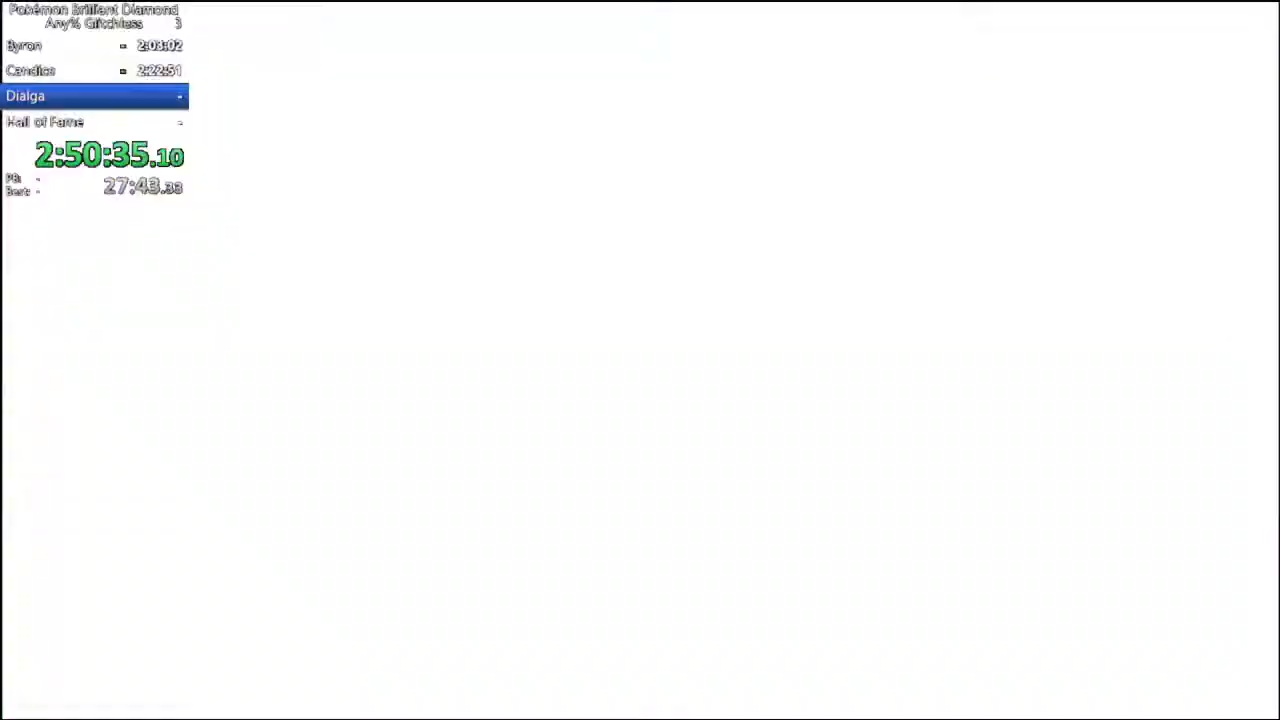 Pokémon Brilliant Diamond
Any% Glitchless 3
Byron - 2:03:02
Candice - 2:22:51
Dialga -
Hall of Fame -
2:50:35.10
PB: - 27:43.33
Best: -